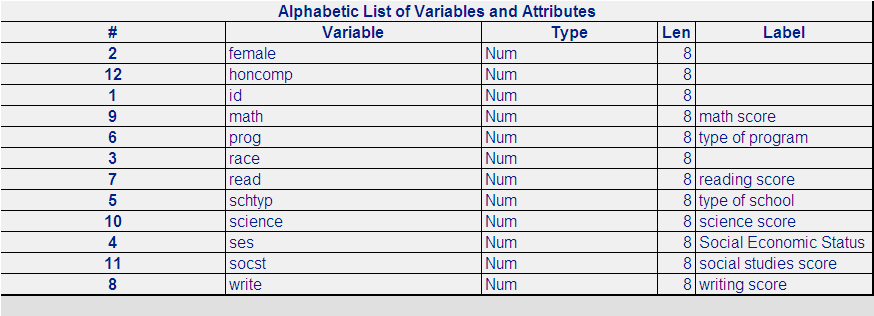 Alphabetic List of Variables and Attributes
# Variable Type Len Label
2 female Num 8
12 honcomp Num 8
1 id Num 8
9 math Num 8 math score
6 prog Num 8 type of program
3 race Num 8
7 read Num 8 reading score
5 schtyp Num 8 type of school
10 science Num 8 science score
4 ses Num 8 Social Economic Status
11 socst Num 8 social studies score
8 write Num 8 writing score